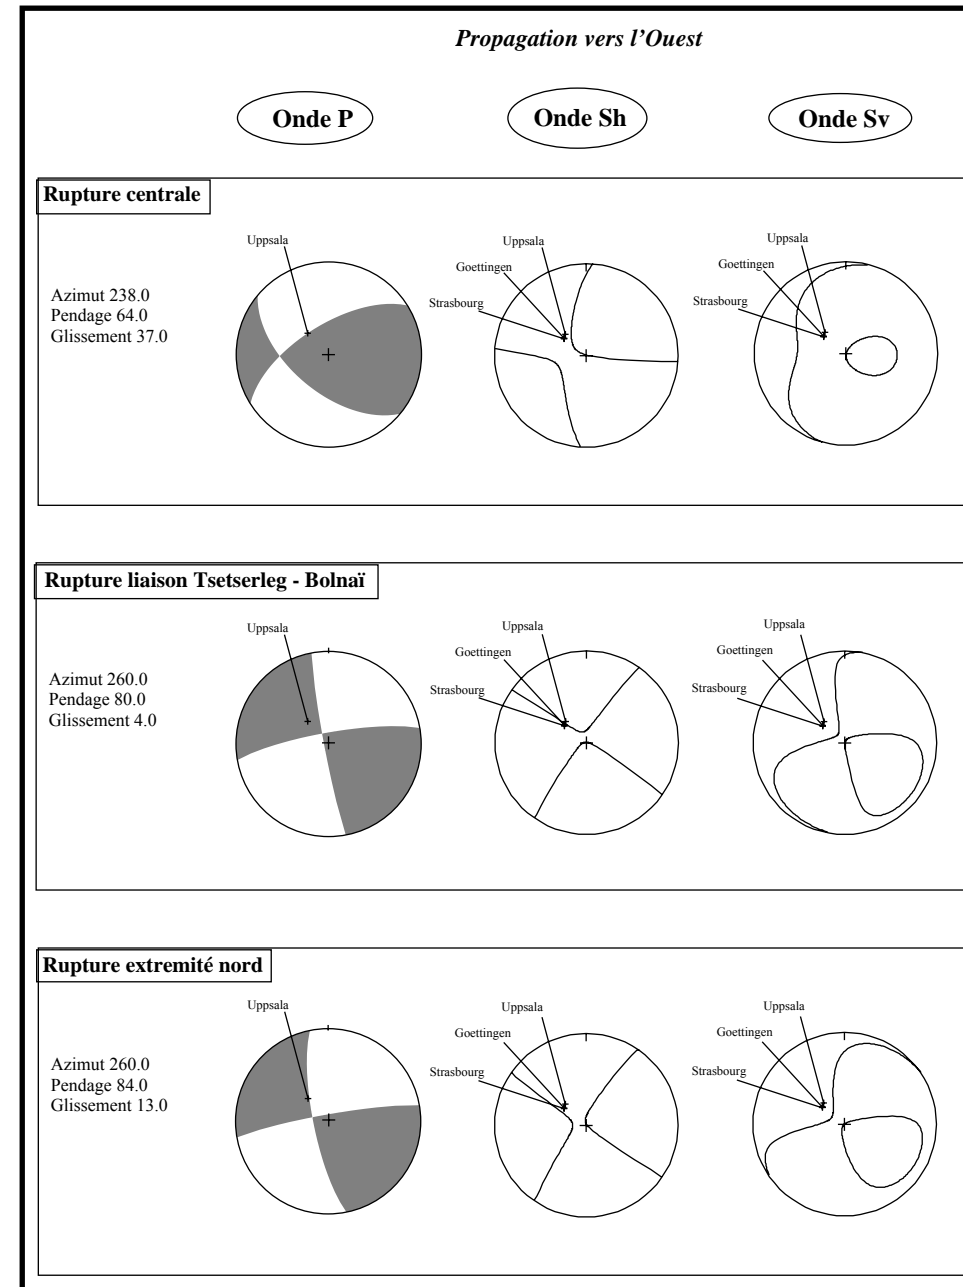 Propagation vers l'Ouest
Onde P
Onde Sh
Onde Sv
Rupture centrale
Azimut 238.0
Pendage 64.0
Glissement 37.0
Uppsala
Uppsala
Goettingen
Strasbourg
Uppsala
Goettingen
Strasbourg
Rupture liaison Tsetserleg - Bolnaï
Azimut 260.0
Pendage 80.0
Glissement 4.0
Uppsala
Uppsala
Goettingen
Strasbourg
Uppsala
Goettingen
Strasbourg
Rupture extremité nord
Azimut 260.0
Pendage 84.0
Glissement 13.0
Uppsala
Uppsala
Goettingen
Strasbourg
Uppsala
Goettingen
Strasbourg